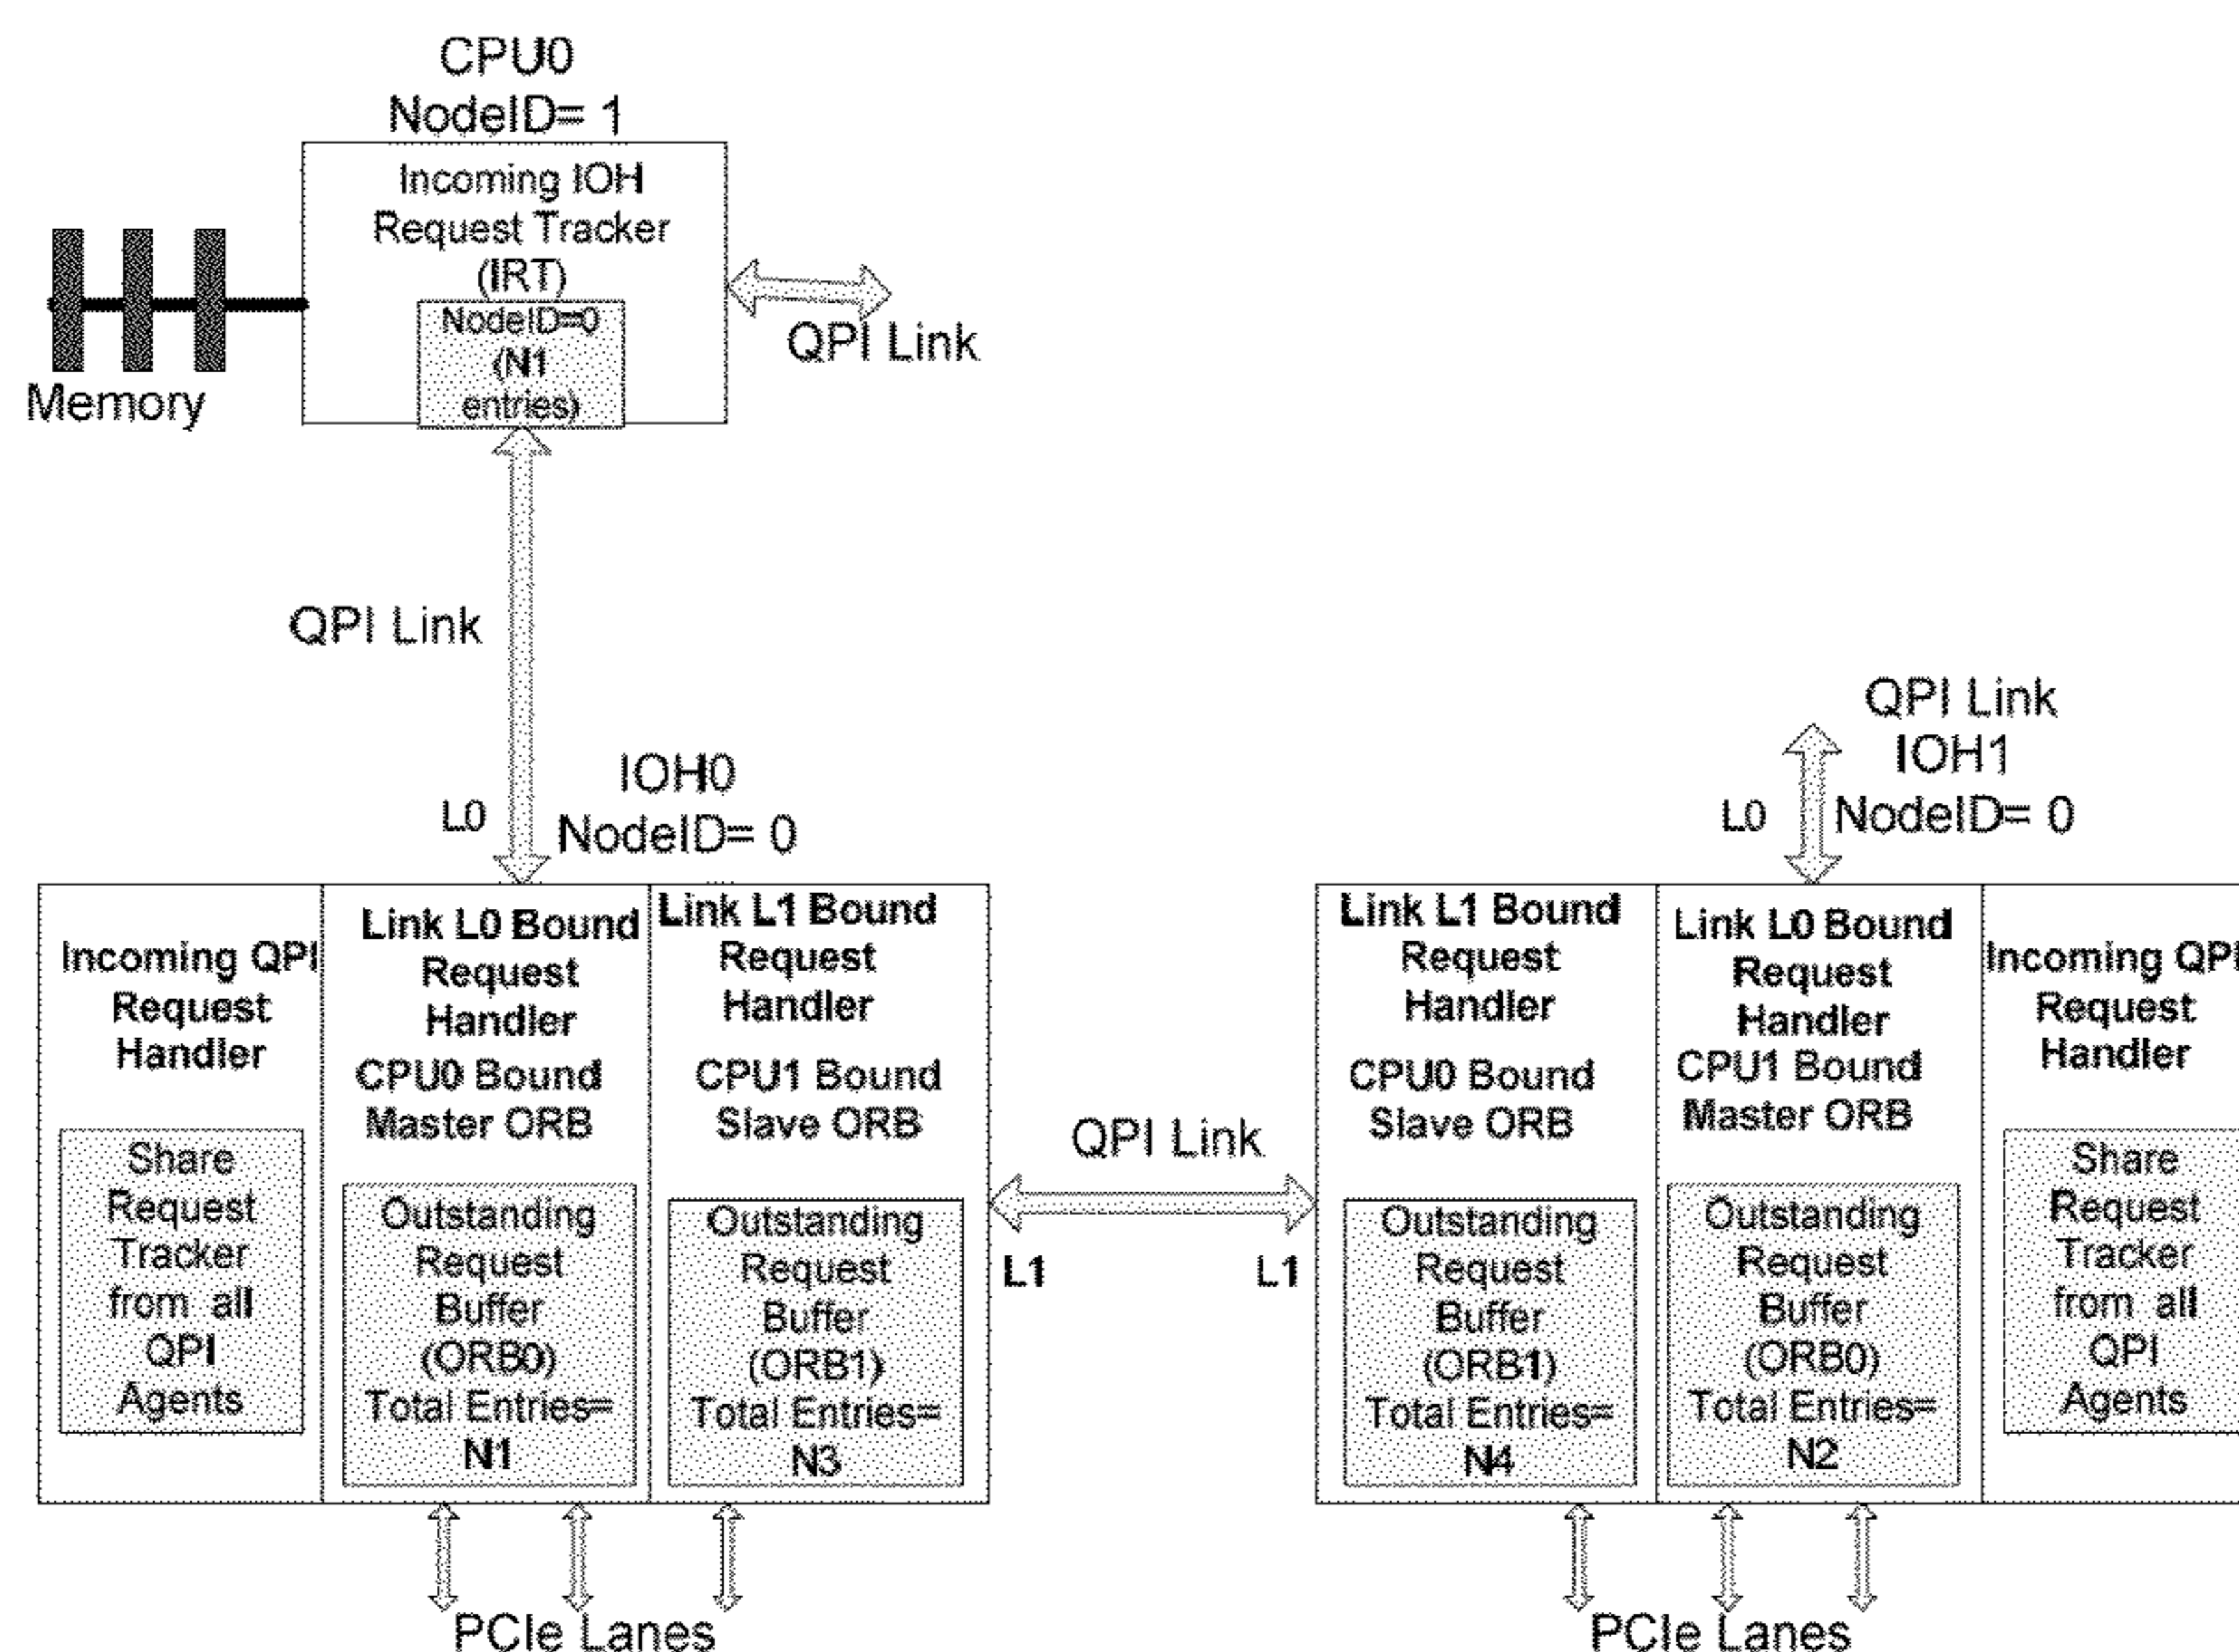 CPU0
NodeID= 1
Incoming IOH
Request Tracker
(IRT)
NodeID=0
(N1
entries)
Memory
QPI Link
QPI Link
L0
IOH0
NodeID= 0
QPI Link
IOH1
L0
NodeID= 0
Incoming QPI
Request
Handler
Share
Request
Tracker
from all
QPI
Agents
Link L0 Bound
Request
Handler
CPU0 Bound
Master ORB
Outstanding
Request
Buffer
(ORB0)
Total Entries=
N1
Link L1 Bound
Request
Handler
CPU1 Bound
Slave ORB
Outstanding
Request
Buffer
(ORB1)
Total Entries=
N3
QPI Link
L1
L1
Link L1 Bound
Request
Handler
CPU0 Bound
Slave ORB
Outstanding
Request
Buffer
(ORB1)
Total Entries=
N4
Link L0 Bound
Request
Handler
CPU1 Bound
Master ORB
Outstanding
Request
Buffer
(ORB0)
Total Entries=
N2
Incoming QPI
Request
Handler
Share
Request
Tracker
from all
QPI
Agents
PCIe Lanes
PCIe Lanes